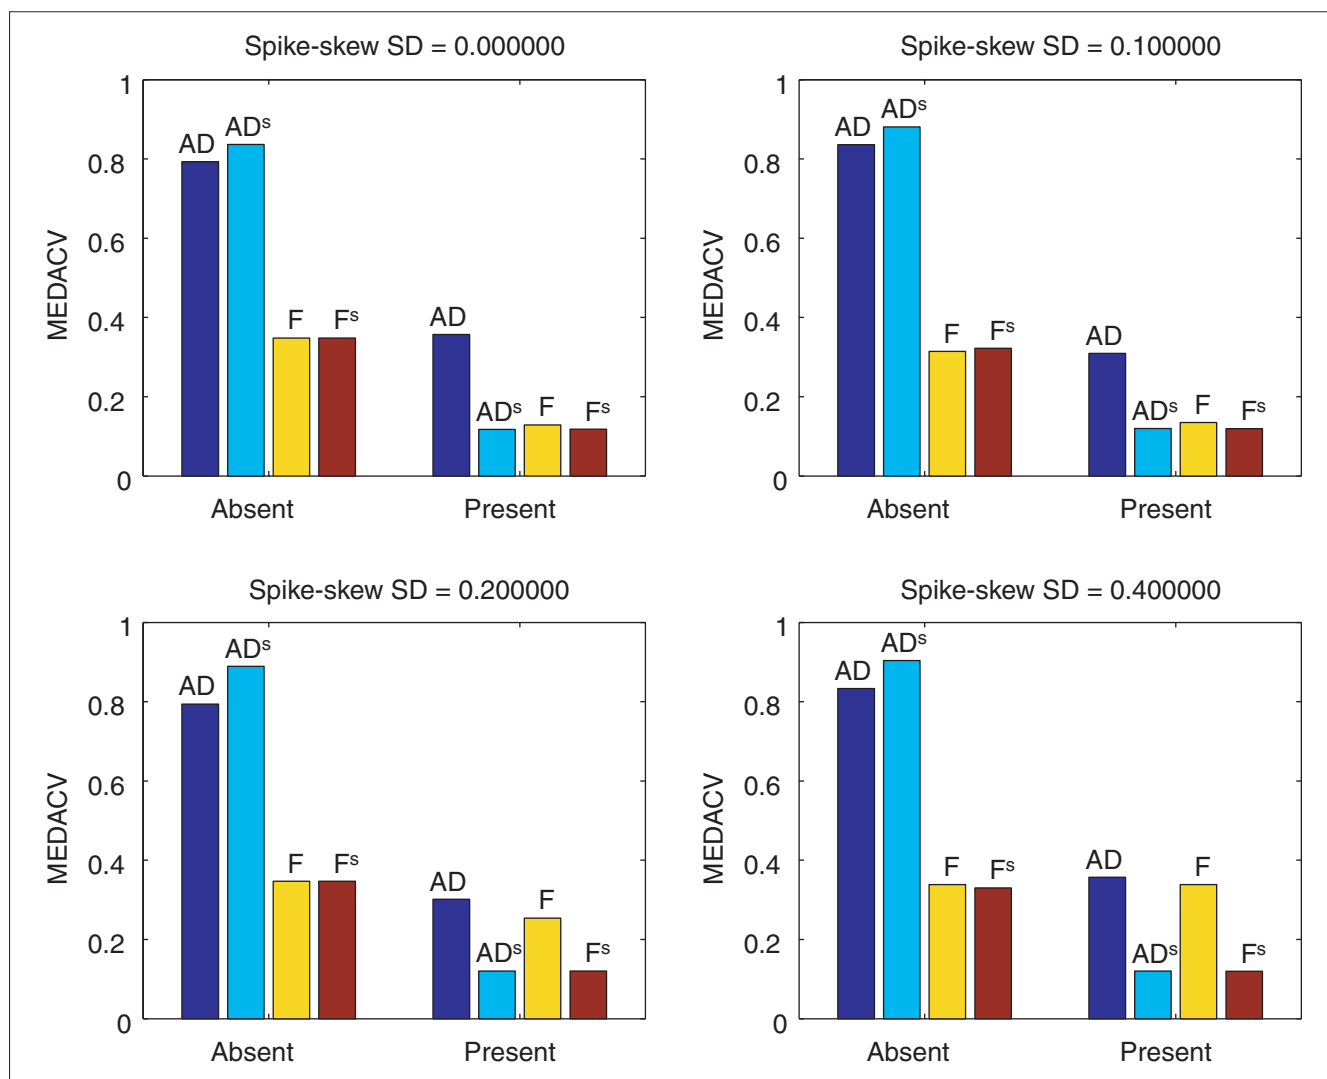 Spike-skew SD = 0.000000
1
0.8
0.6
0.4
0.2
0
MEDACV
AD
ADˢ
F
Fˢ
AD
ADˢ
F
Fˢ
Absent
Present
Spike-skew SD = 0.100000
1
0.8
0.6
0.4
0.2
0
MEDACV
AD
ADˢ
F
Fˢ
AD
ADˢ
F
Fˢ
Absent
Present
Spike-skew SD = 0.200000
1
0.8
0.6
0.4
0.2
0
MEDACV
AD
ADˢ
F
Fˢ
AD
ADˢ
F
Fˢ
Absent
Present
Spike-skew SD = 0.400000
1
0.8
0.6
0.4
0.2
0
MEDACV
AD
ADˢ
F
Fˢ
AD
ADˢ
F
Fˢ
Absent
Present